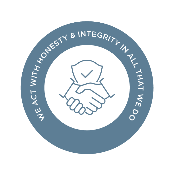 WE ACT WITH HONESTY & INTEGRITY IN ALL THAT WE DO